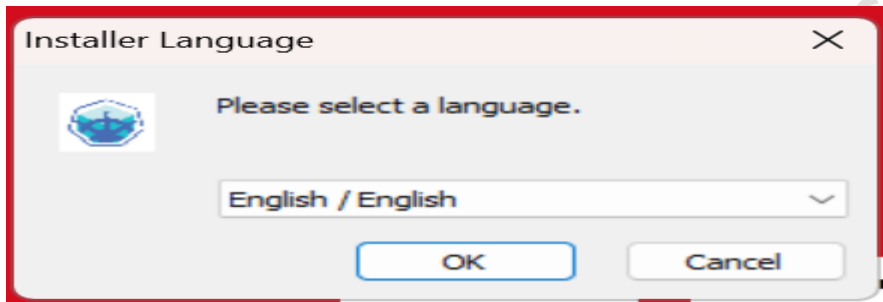 Installer Language
Please select a language.
English / English
OK
Cancel